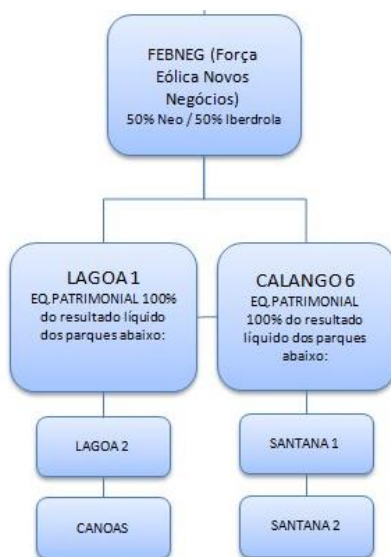 FEBNEG (Força
Eólica Novos
Negócios)
50% Neo / 50% Iberdrola
LAGOA 1
EQ.PATRIMONIAL 100%
do resultado líquido
dos parques abaixo:
CALANGO 6
EQ.PATRIMONIAL
100% do resultado
líquido dos parques
abaixo:
LAGOA 2
SANTANA 1
CANOAS
SANTANA 2